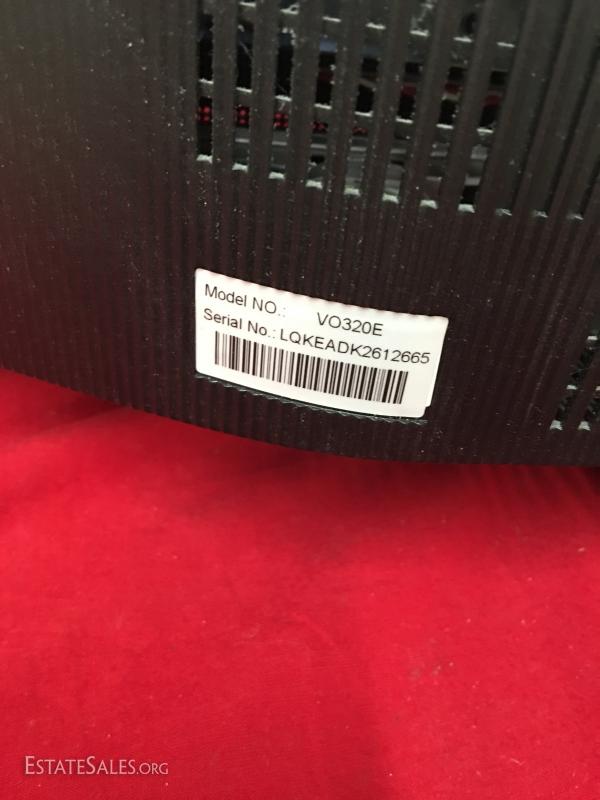 Model NO.: VO320E
Serial No.: LQKEADK2612665
ESTATESALES.ORG